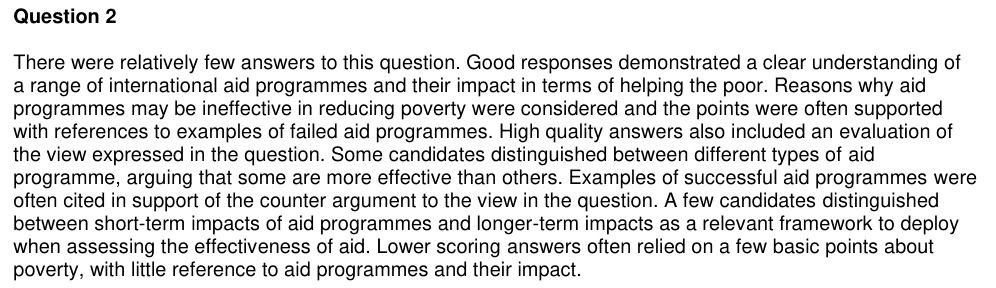 Question 2
There were relatively few answers to this question. Good responses demonstrated a clear understanding of
a range of international aid programmes and their impact in terms of helping the poor. Reasons why aid
programmes may be ineffective in reducing poverty were considered and the points were often supported
with references to examples of failed aid programmes. High quality answers also included an evaluation of
the view expressed in the question. Some candidates distinguished between different types of aid
programme, arguing that some are more effective than others. Examples of successful aid programmes were
often cited in support of the counter argument to the view in the question. A few candidates distinguished
between short-term impacts of aid programmes and longer-term impacts as a relevant framework to deploy
when assessing the effectiveness of aid. Lower scoring answers often relied on a few basic points about
poverty, with little reference to aid programmes and their impact.